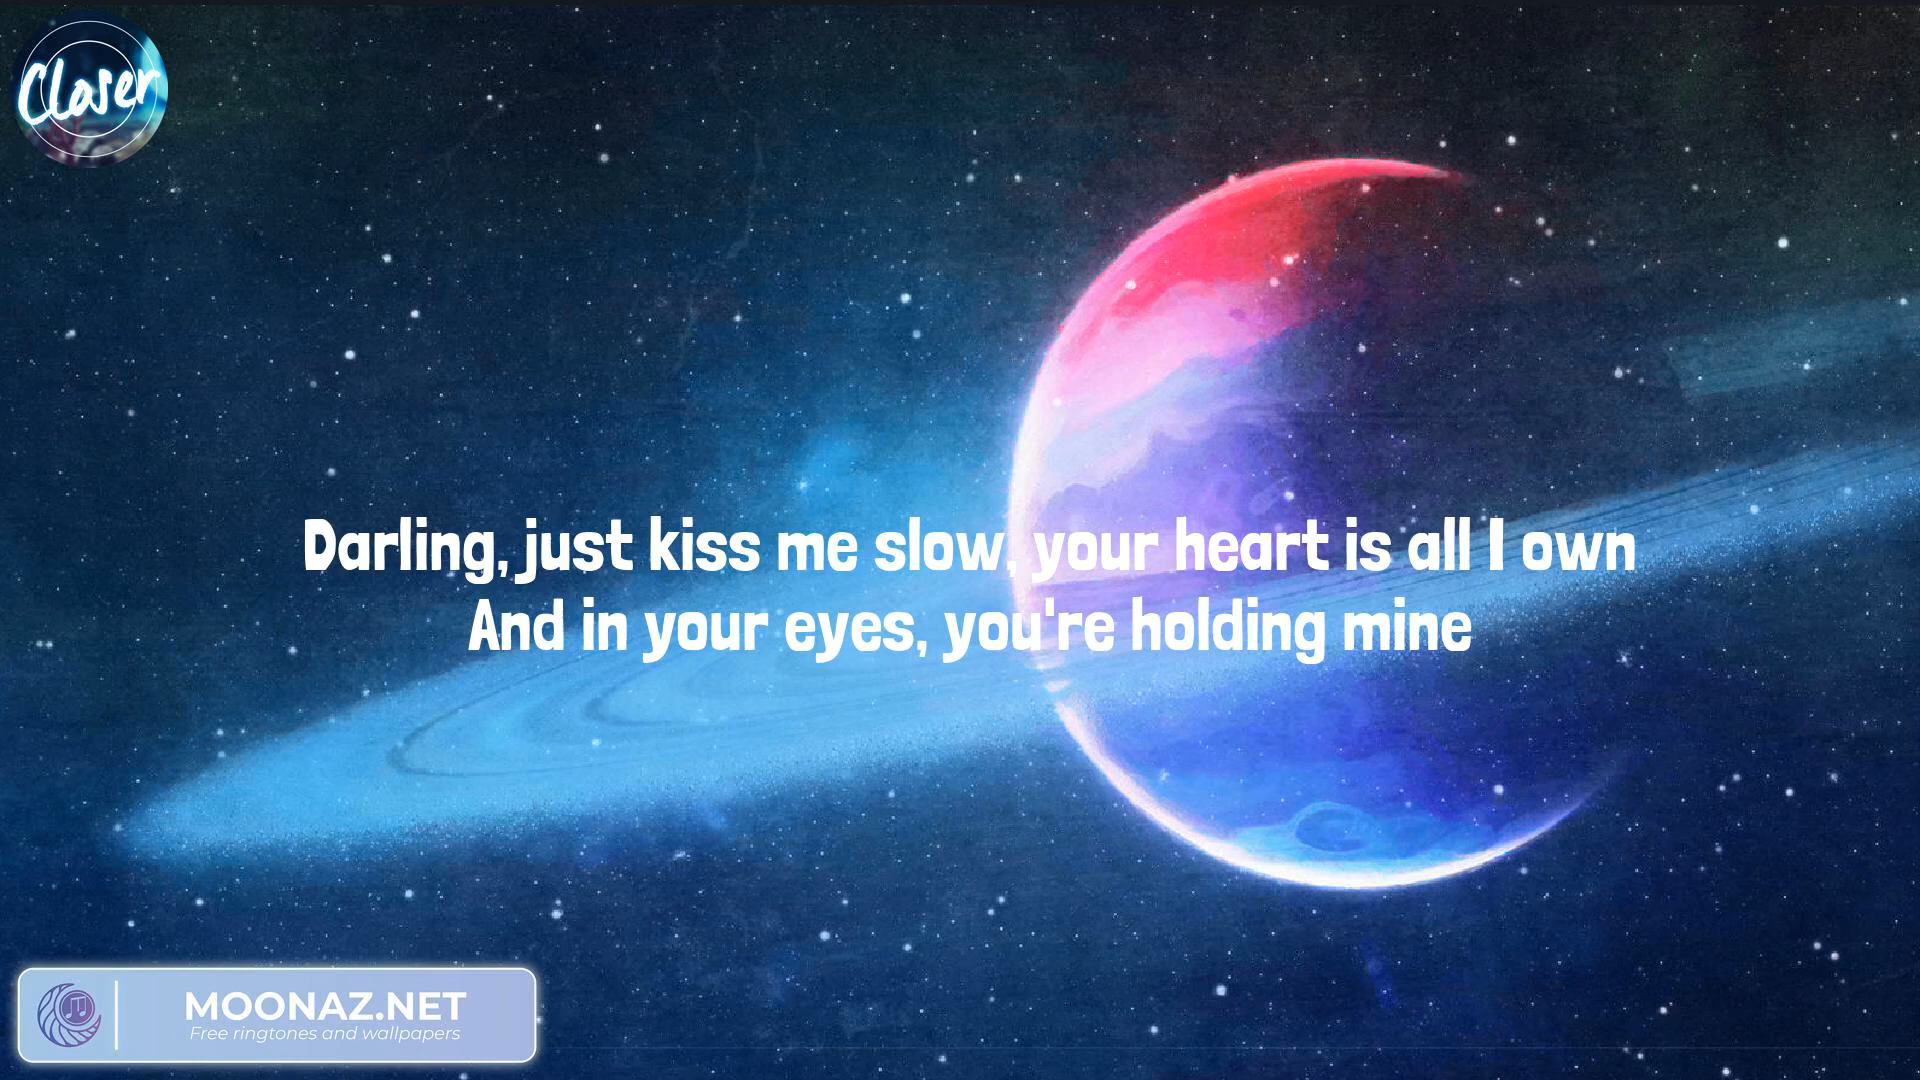 Closer
Darling, just kiss me slow, your heart is all I own
And in your eyes, you're holding mine
MOONAZ.NET
Free ringtones and wallpapers